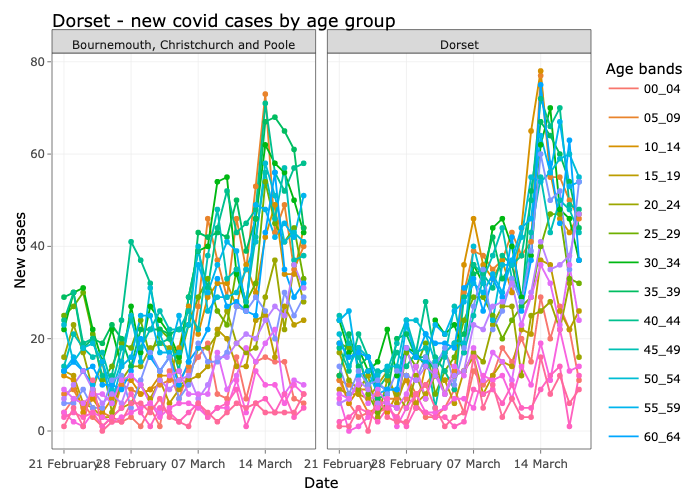 Dorset - new covid cases by age group
Bournemouth, Christchurch and Poole
Dorset
New cases
80
60
40
20
0
21 February
28 February
07 March
14 March
21 February
28 February
07 March
14 March
Date
Age bands
00_04
05_09
10_14
15_19
20_24
25_29
30_34
35_39
40_44
45_49
50_54
55_59
60_64